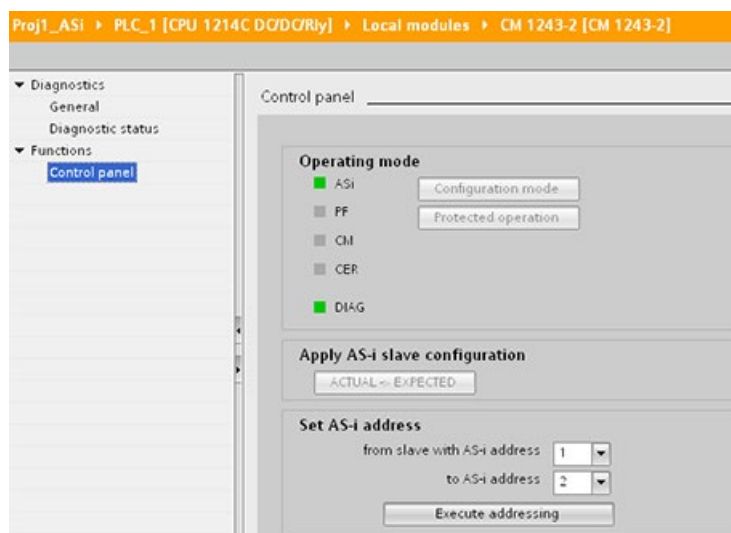 Proj1_ASi ▸ PLC_1 [CPU 1214C DC/DC/Rly] ▸ Local modules ▸ CM 1243-2 [CM 1243-2]
Diagnostics
General
Diagnostic status
Functions
Control panel
Control panel
Operating mode
ASi
Configuration mode
PF
Protected operation
CM
CER
DIAG
Apply AS-i slave configuration
ACTUAL <- EXPECTED
Set AS-i address
from slave with AS-i address 1
to AS-i address 2
Execute addressing